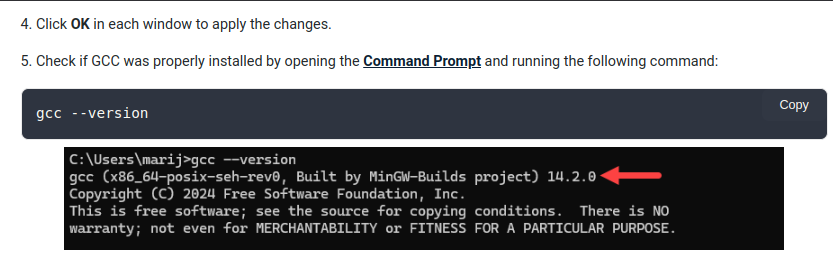 4. Click OK in each window to apply the changes.
5. Check if GCC was properly installed by opening the Command Prompt and running the following command:
Copy
gcc --version
C:\Users\marij>gcc --version
gcc (x86_64-posix-seh-rev0, Built by MinGW-Builds project) 14.2.0
Copyright (C) 2024 Free Software Foundation, Inc.
This is free software; see the source for copying conditions.  There is NO
warranty; not even for MERCHANTABILITY or FITNESS FOR A PARTICULAR PURPOSE.